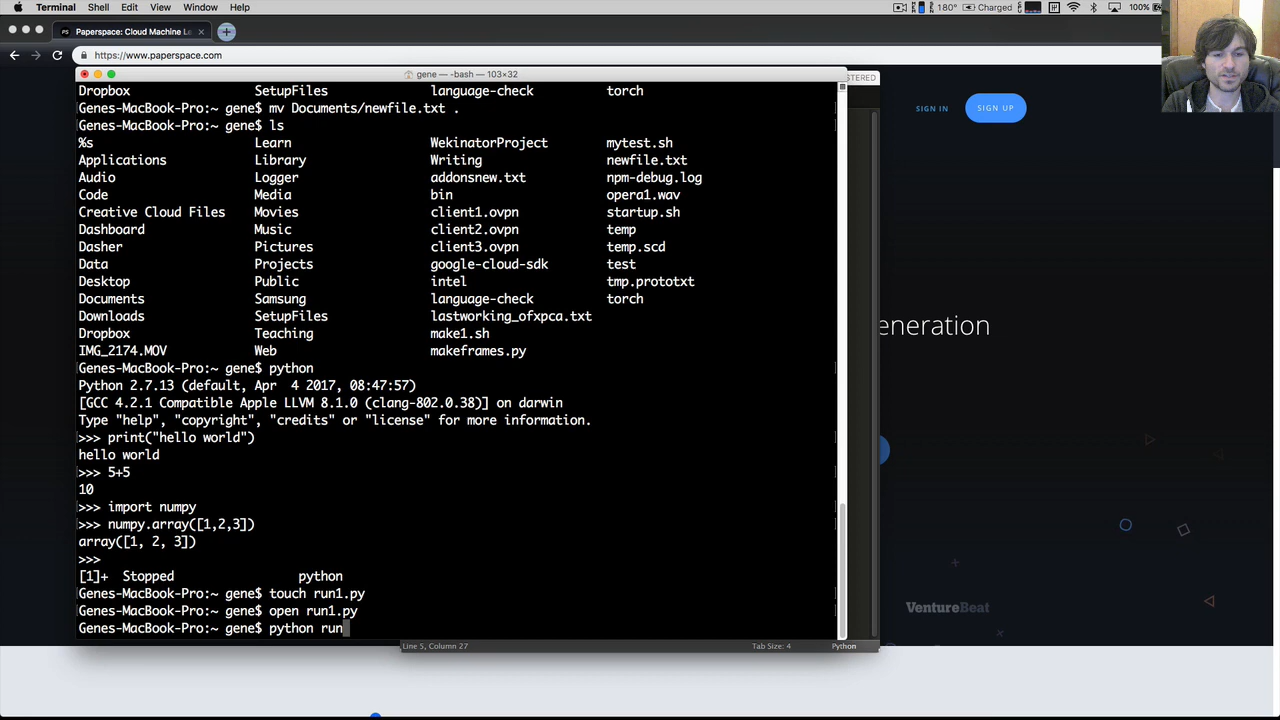 Terminal Shell Edit View Window Help 180° Charged 100%
Paperspace: Cloud Machine Le
https://www.paperspace.com
gene — -bash — 103×32
STERED
Dropbox SetupFiles language-check torch
Genes-MacBook-Pro:~ gene$ mv Documents/newfile.txt .
Genes-MacBook-Pro:~ gene$ ls
%s Learn WekinatorProject mytest.sh
Applications Library Writing newfile.txt
Audio Logger addonsnew.txt npm-debug.log
Code Media bin opera1.wav
Creative Cloud Files Movies client1.ovpn startup.sh
Dashboard Music client2.ovpn temp
Dasher Pictures client3.ovpn temp.scd
Data Projects google-cloud-sdk test
Desktop Public intel tmp.prototxt
Documents Samsung language-check torch
Downloads SetupFiles lastworking_ofxpca.txt
Dropbox Teaching make1.sh
IMG_2174.MOV Web makeframes.py
Genes-MacBook-Pro:~ gene$ python
Python 2.7.13 (default, Apr  4 2017, 08:47:57)
[GCC 4.2.1 Compatible Apple LLVM 8.1.0 (clang-802.0.38)] on darwin
Type "help", "copyright", "credits" or "license" for more information.
>>> print("hello world")
hello world
>>> 5+5
10
>>> import numpy
>>> numpy.array([1,2,3])
array([1, 2, 3])
>>>
[1]+  Stopped python
Genes-MacBook-Pro:~ gene$ touch run1.py
Genes-MacBook-Pro:~ gene$ open run1.py
Genes-MacBook-Pro:~ gene$ python run
Line 5, Column 27 Tab Size: 4 Python
SIGN IN SIGN UP
eneration
VentureBeat